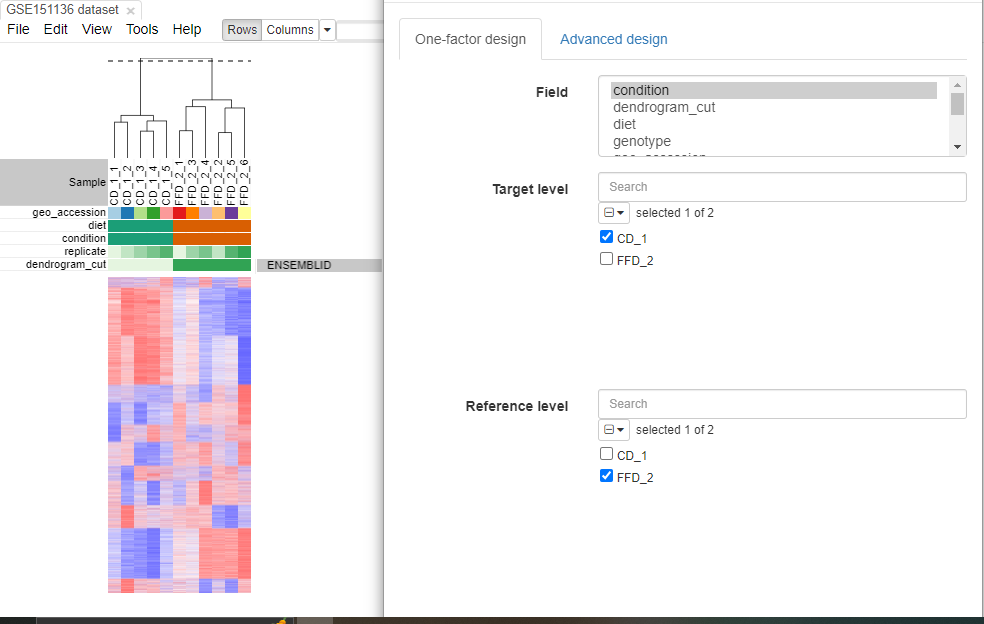 GSE151136 dataset ×
File Edit View Tools Help Rows Columns
Sample
CD_1_1
CD_1_2
CD_1_3
CD_1_4
CD_1_5
FFD_2_1
FFD_2_3
FFD_2_4
FFD_2_2
FFD_2_5
FFD_2_6
geo_accession
diet
condition
replicate
dendrogram_cut
ENSEMBLID
One-factor design Advanced design
Field
condition
dendrogram_cut
diet
genotype
geo_accession
Target level
Search
selected 1 of 2
CD_1
FFD_2
Reference level
Search
selected 1 of 2
CD_1
FFD_2